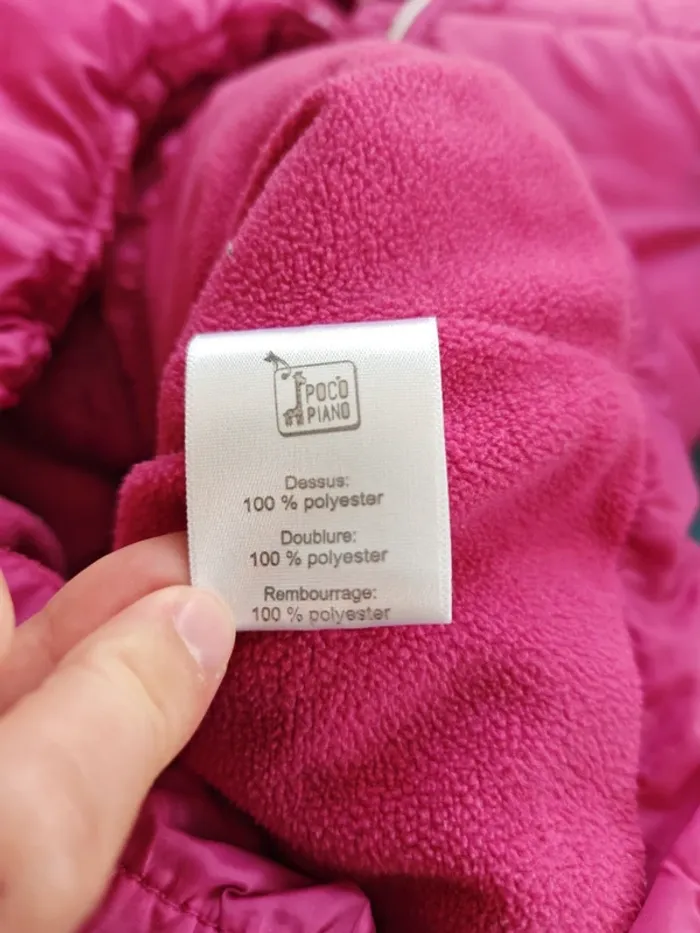 POCO
PIANO
Dessus:
100 % polyester
Doublure:
100 % polyester
Rembourrage:
100 % polyester